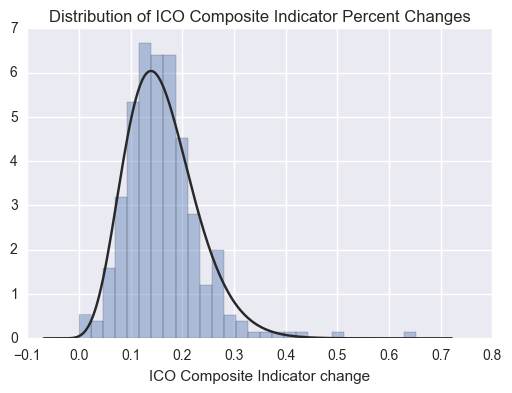 Distribution of ICO Composite Indicator Percent Changes
7
6
5
4
3
2
1
0
−0.1 0.0 0.1 0.2 0.3 0.4 0.5 0.6 0.7 0.8
ICO Composite Indicator change